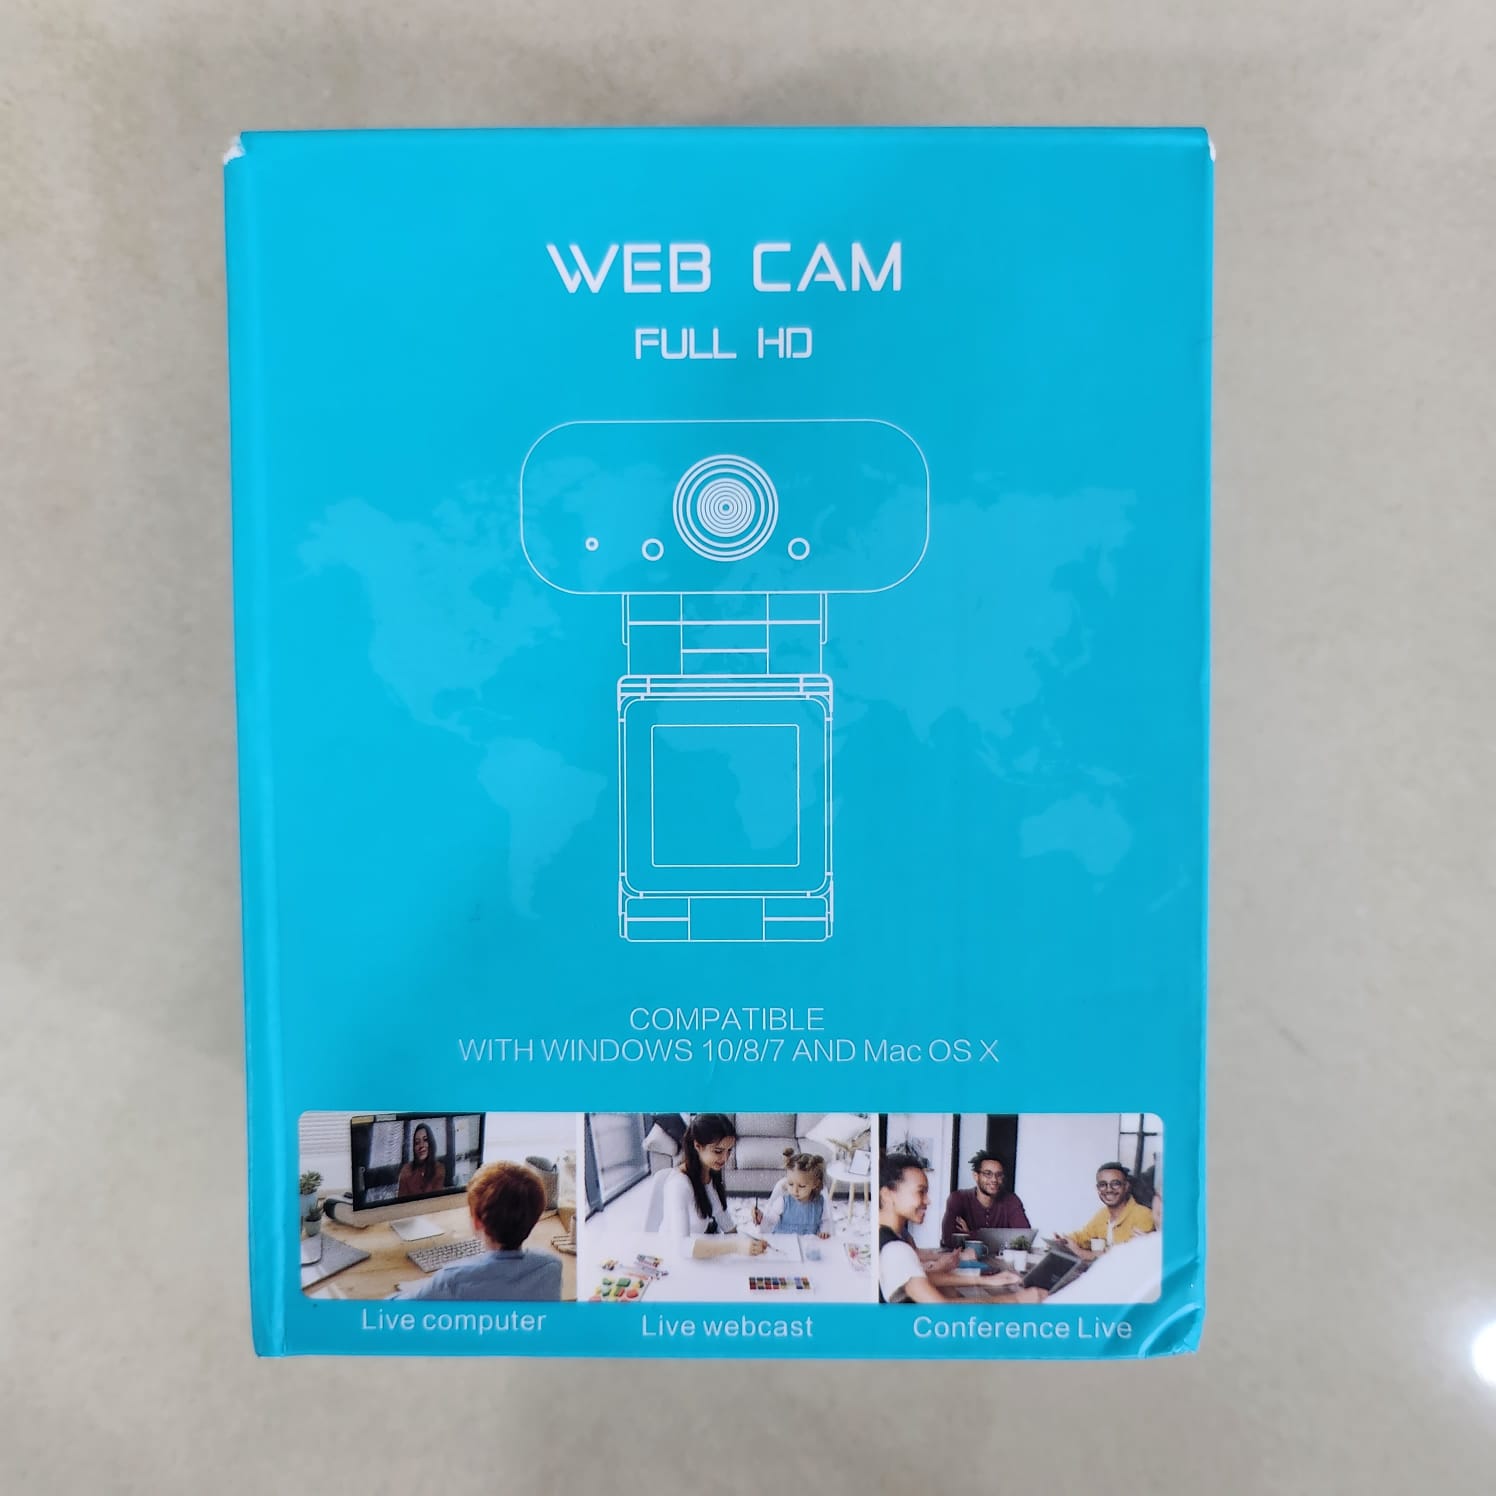 WEB CAM
FULL HD
COMPATIBLE
WITH WINDOWS 10/8/7 AND Mac OS X
Live computer
Live webcast
Conference Live